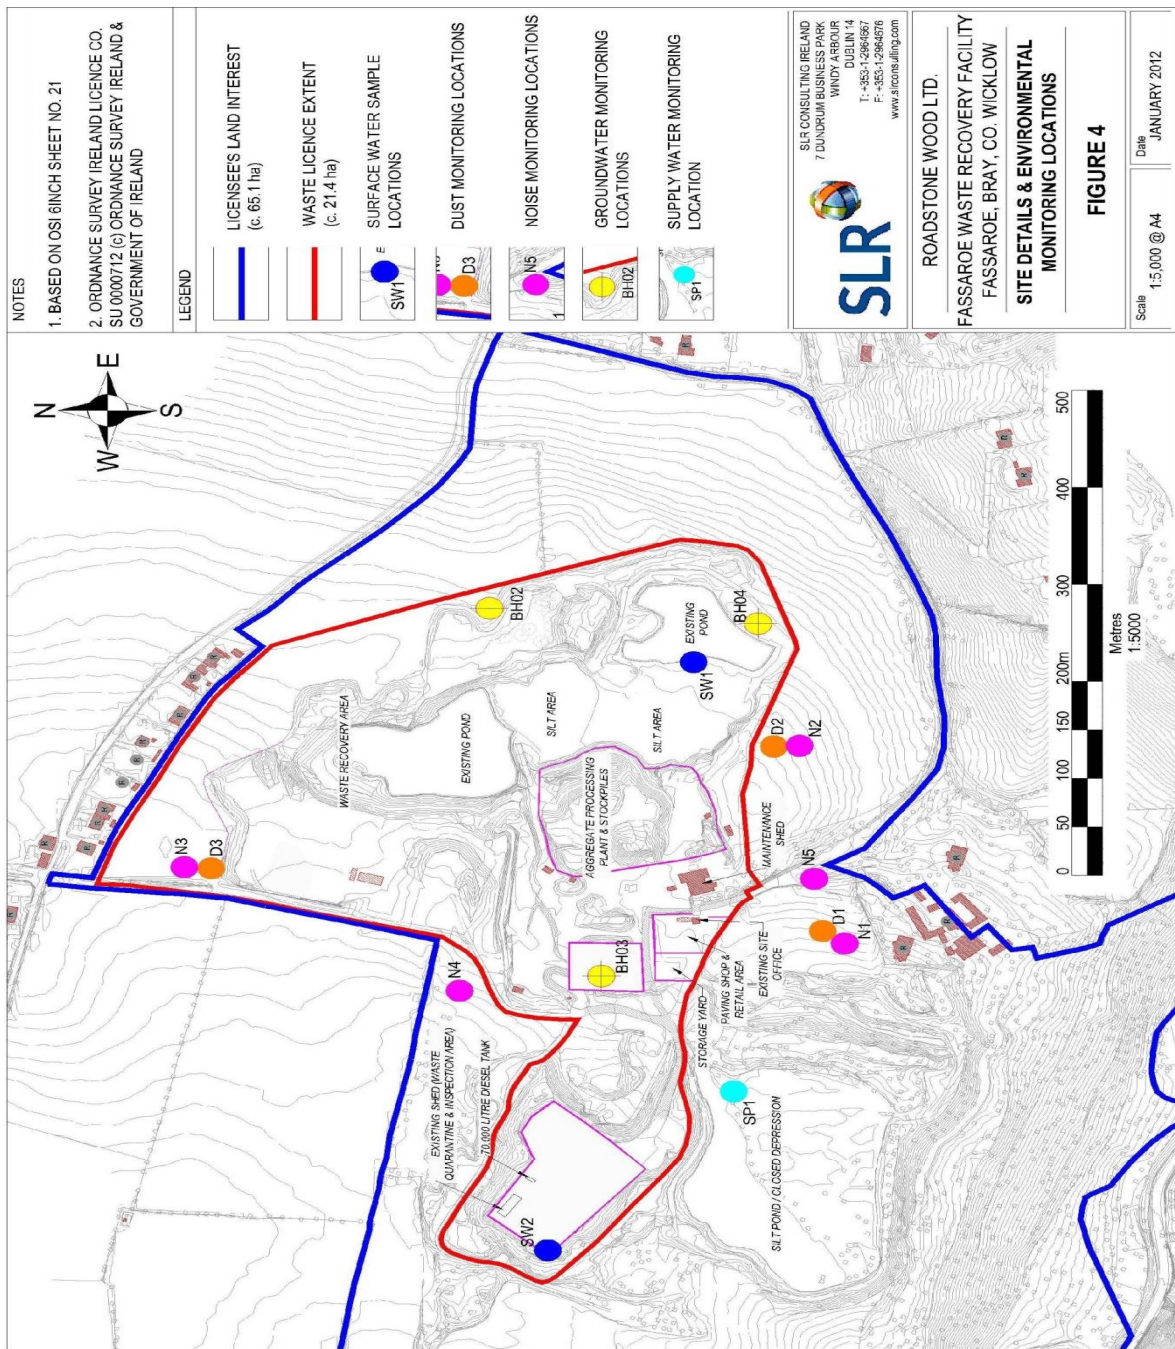 NOTES
1. BASED ON OSI 6INCH SHEET NO. 21
2. ORDNANCE SURVEY IRELAND LICENCE CO.
SU 0000712 (c) ORDNANCE SURVEY IRELAND &
GOVERNMENT OF IRELAND
LEGEND
LICENSEES LAND INTEREST
(c. 65.1 ha)
WASTE LICENCE EXTENT
(c. 21.4 ha)
SW1
SURFACE WATER SAMPLE
LOCATIONS
D3
DUST MONITORING LOCATIONS
N5
NOISE MONITORING LOCATIONS
BH02
GROUNDWATER MONITORING
LOCATIONS
SP1
SUPPLY WATER MONITORING
LOCATION
SLR
SLR CONSULTING IRELAND
7 DUNDRUM BUSINESS PARK
WINDY ARBOUR
DUBLIN 14
T: +353-1-2964667
F: +353-1-2964676
www.slrconsulting.com
ROADSTONE WOOD LTD.
FASSAROE WASTE RECOVERY FACILITY
FASSAROE, BRAY, CO. WICKLOW
SITE DETAILS & ENVIRONMENTAL
MONITORING LOCATIONS
FIGURE 4
Scale
1:5,000 @ A4
Date
JANUARY 2012
N
W
E
S
N3
D3
N4
BH02
WASTE RECOVERY AREA
EXISTING POND
SILT AREA
SILT AREA
EXISTING
POND
SW1
BH04
AGGREGATE PROCESSING
PLANT & STOCKPILES
BH03
EXISTING SHED (WASTE
QUARANTINE & INSPECTION AREA)
70,000 LITRE DIESEL TANK
SW2
STORAGE YARD
PAVING SHOP &
RETAIL AREA
EXISTING SITE
OFFICE
MAINTENANCE
SHED
D2
N2
N5
D1
N1
SP1
SILT POND / CLOSED DEPRESSION
0
50
100
150
200m
300
400
500
Metres
1:5000